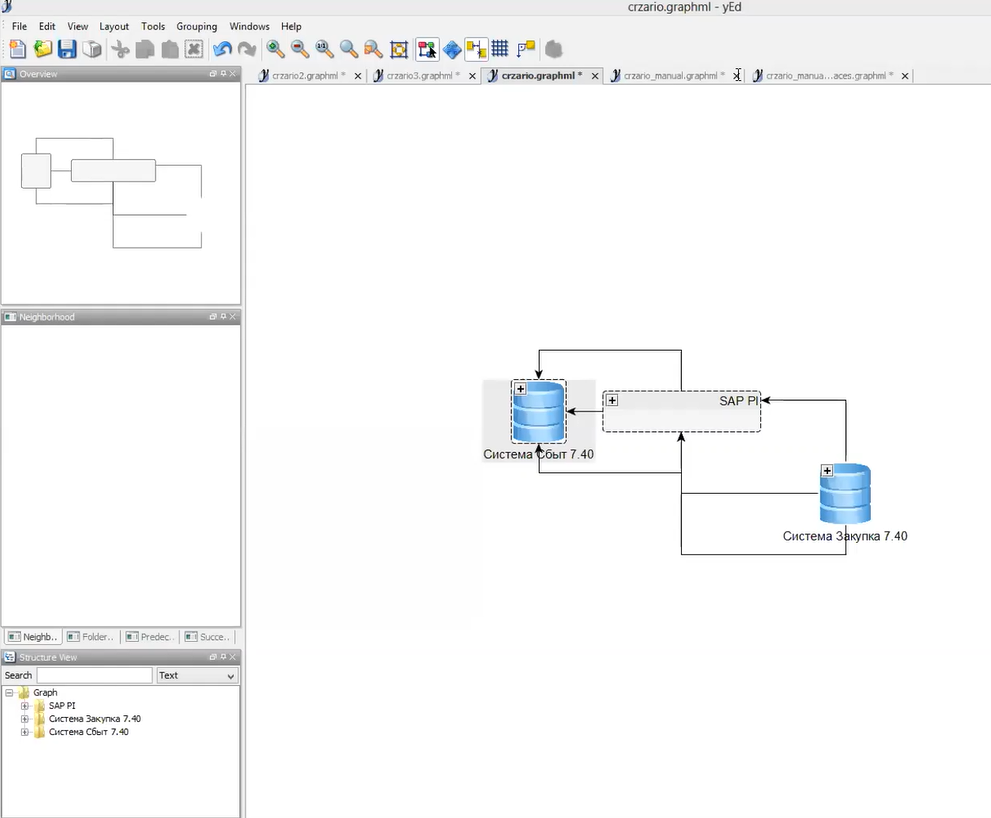 crzario.graphml - yEd
File Edit View Layout Tools Grouping Windows Help
Overview
crzario2.graphml * crzario3.graphml * crzario.graphml * crzario_manual.graphml * crzario_manua...aces.graphml *
Neighborhood
SAP PI
Система Сбыт 7.40
Система Закупка 7.40
Neighb.. Folder.. Predec.. Succe..
Structure View
Search Text
Graph
SAP PI
Система Закупка 7.40
Система Сбыт 7.40